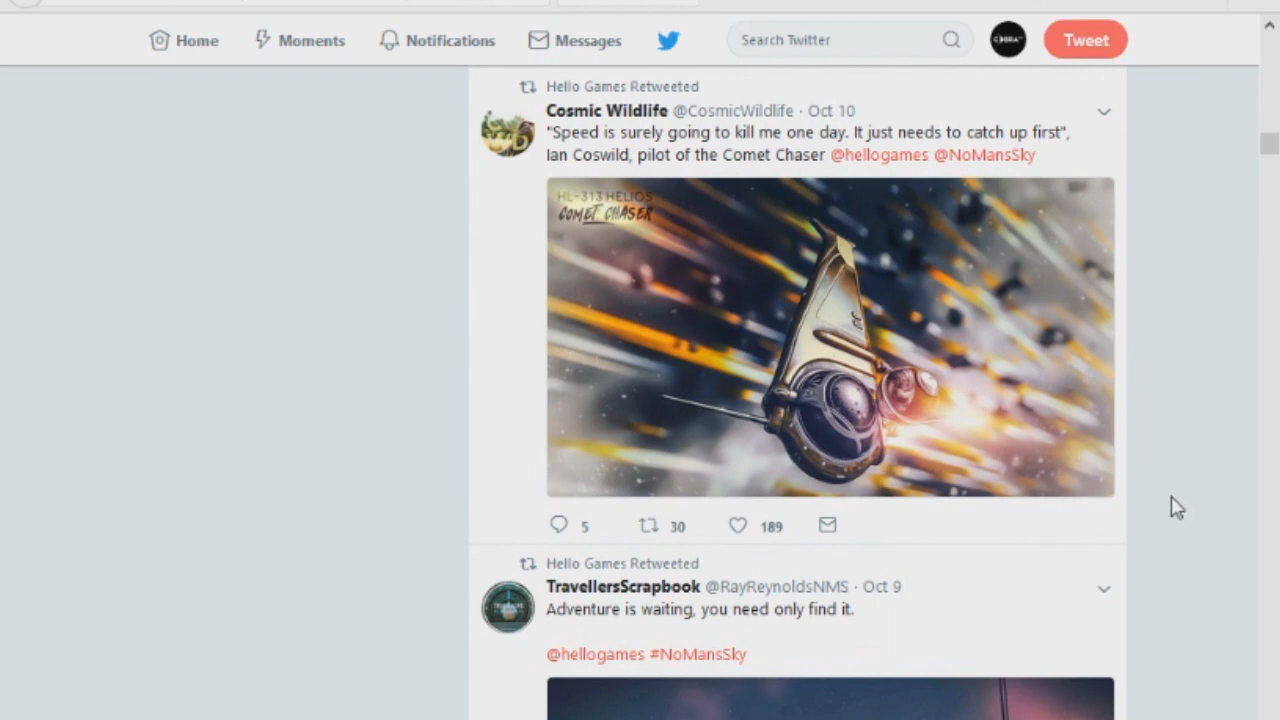 Home Moments Notifications Messages Search Twitter Tweet
Hello Games Retweeted
Cosmic Wildlife @CosmicWildlife · Oct 10
"Speed is surely going to kill me one day. It just needs to catch up first",
Ian Coswild, pilot of the Comet Chaser @hellogames @NoMansSky
HL-313 HELIOS
COMET CHASER
5 30 189
Hello Games Retweeted
TravellersScrapbook @RayReynoldsNMS · Oct 9
Adventure is waiting, you need only find it.
@hellogames #NoMansSky